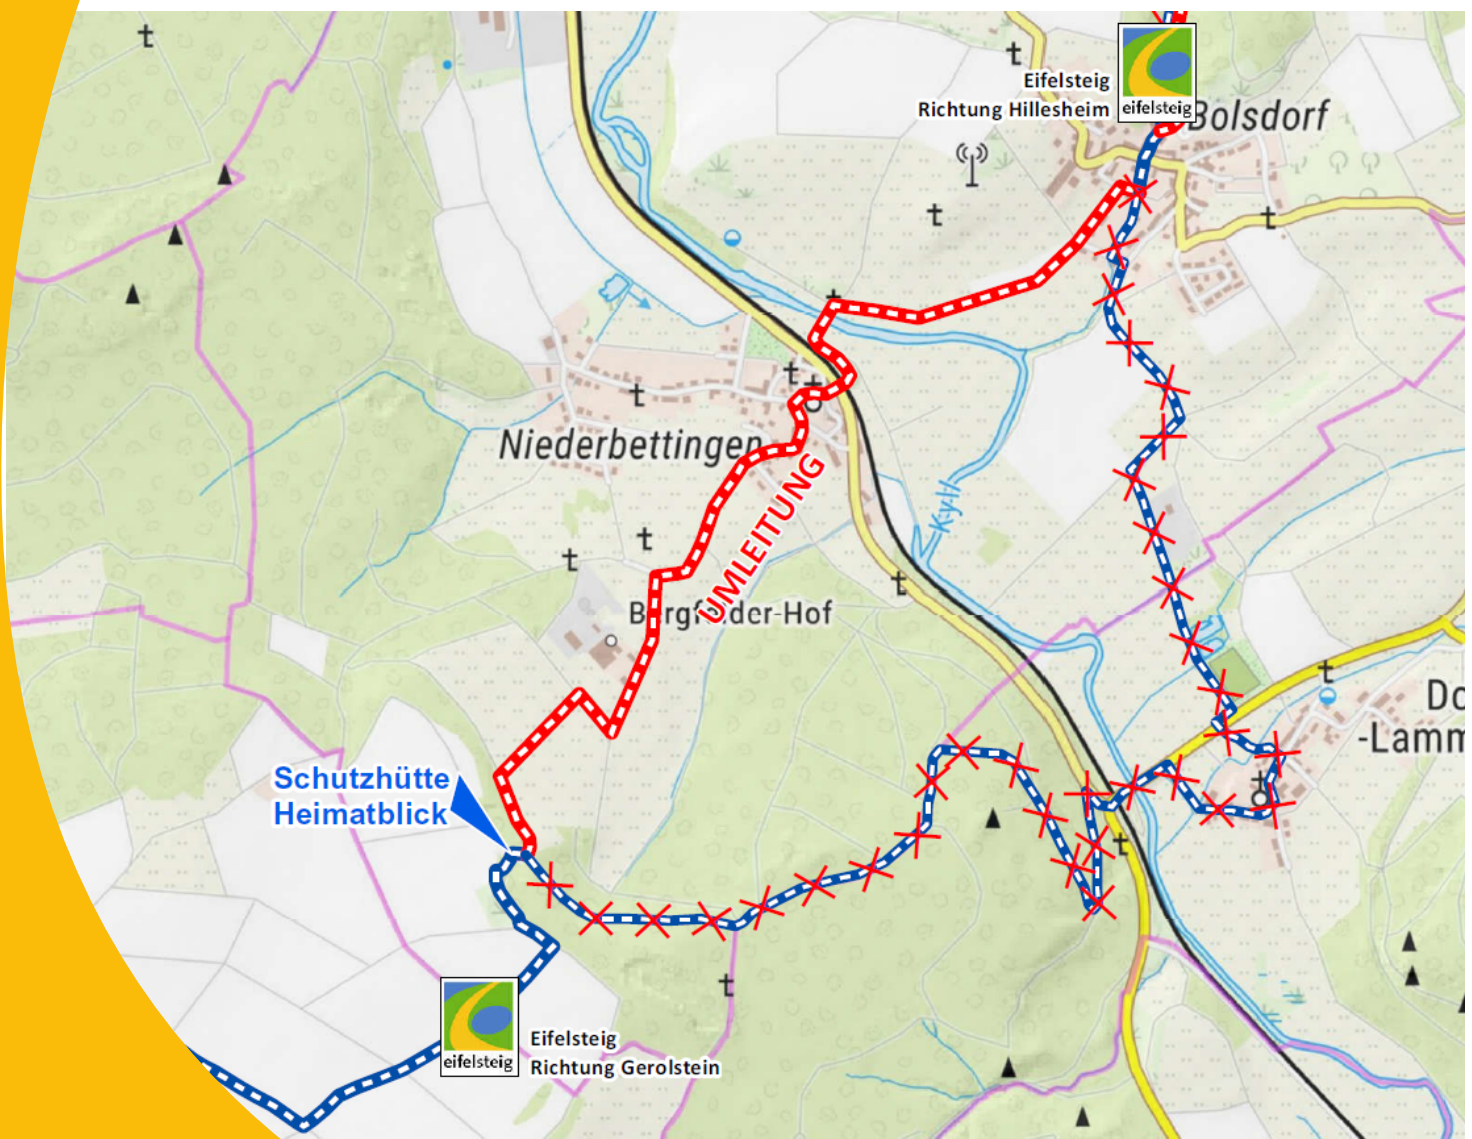 Eifelsteig
Richtung Hillesheim
eifelsteig
Bolsdorf
Niederbettingen
UMLEITUNG
Kyll
Schutzhütte
Heimatblick
Do
-Lamm
eifelsteig
Eifelsteig
Richtung Gerolstein